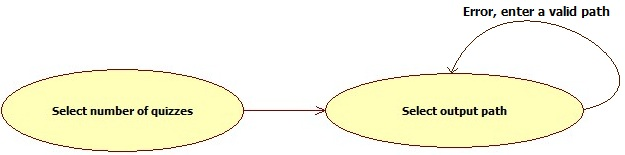 Error, enter a valid path
Select number of quizzes
Select output path